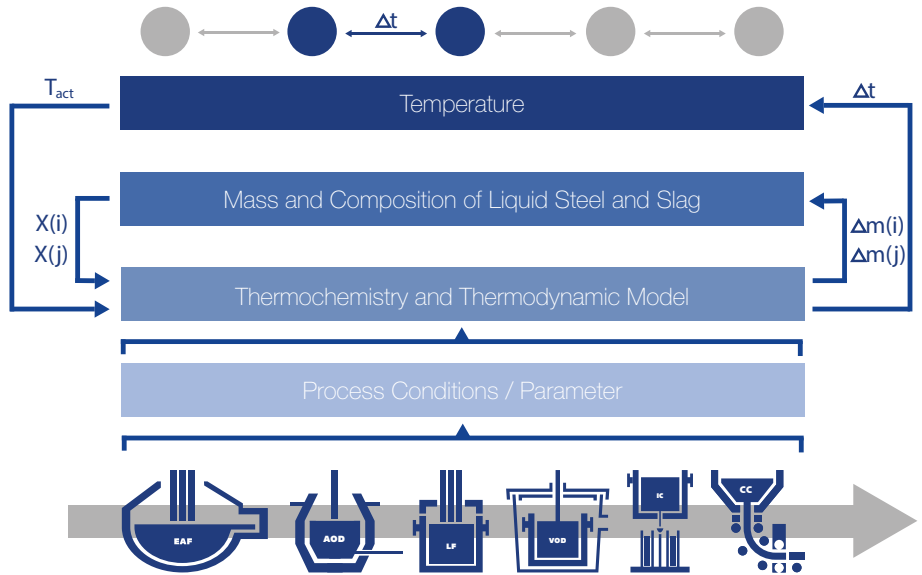 Δt
T act
Temperature
Δt
Mass and Composition of Liquid Steel and Slag
X(i)
X(j)
Δm(i)
Δm(j)
Thermochemistry and Thermodynamic Model
Process Conditions / Parameter
EAF
AOD
LF
VOD
IC
CC